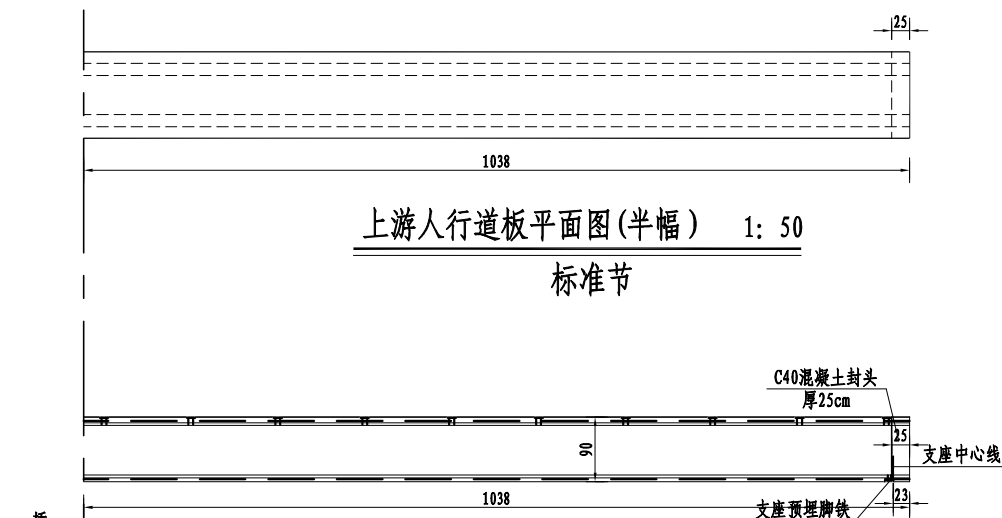 25
1038
上游人行道板平面图(半幅) 1: 50
标准节
C40混凝土封头
厚25cm
25
90
支座中心线
1038
23
支座预埋脚铁